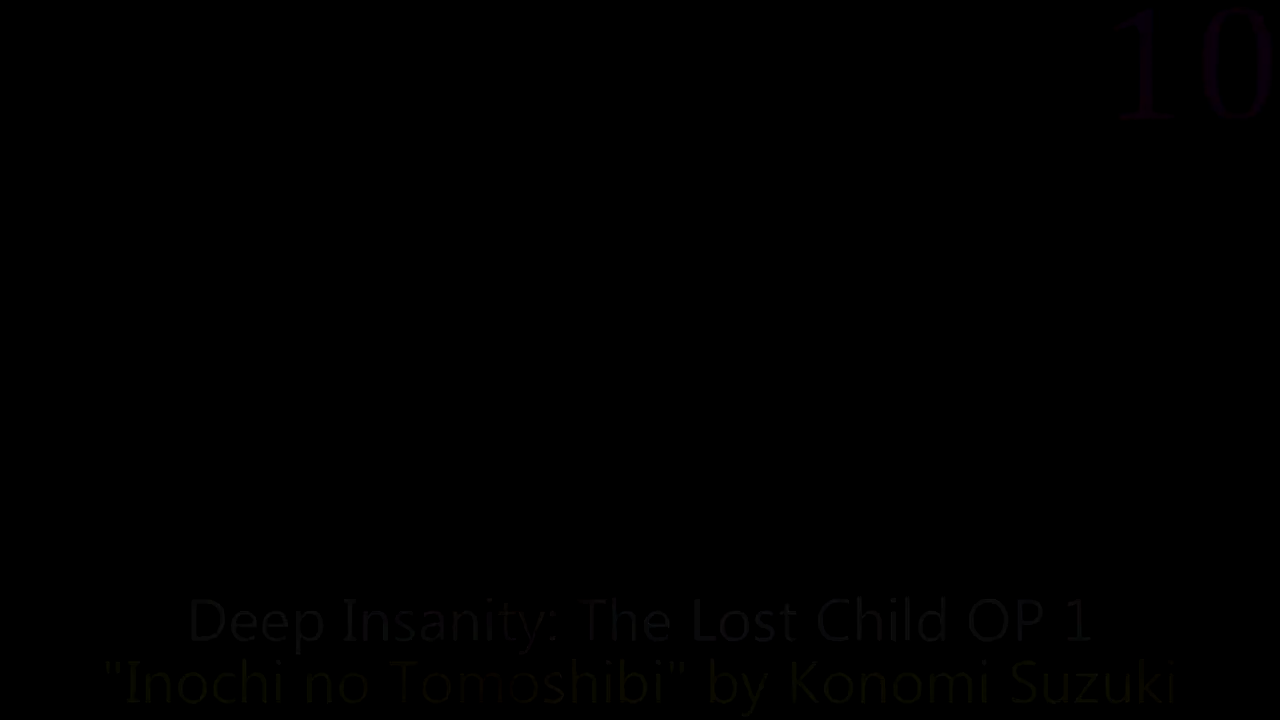 10
Deep Insanity: The Lost Child OP 1
"Inochi no Tomoshibi" by Konomi Suzuki